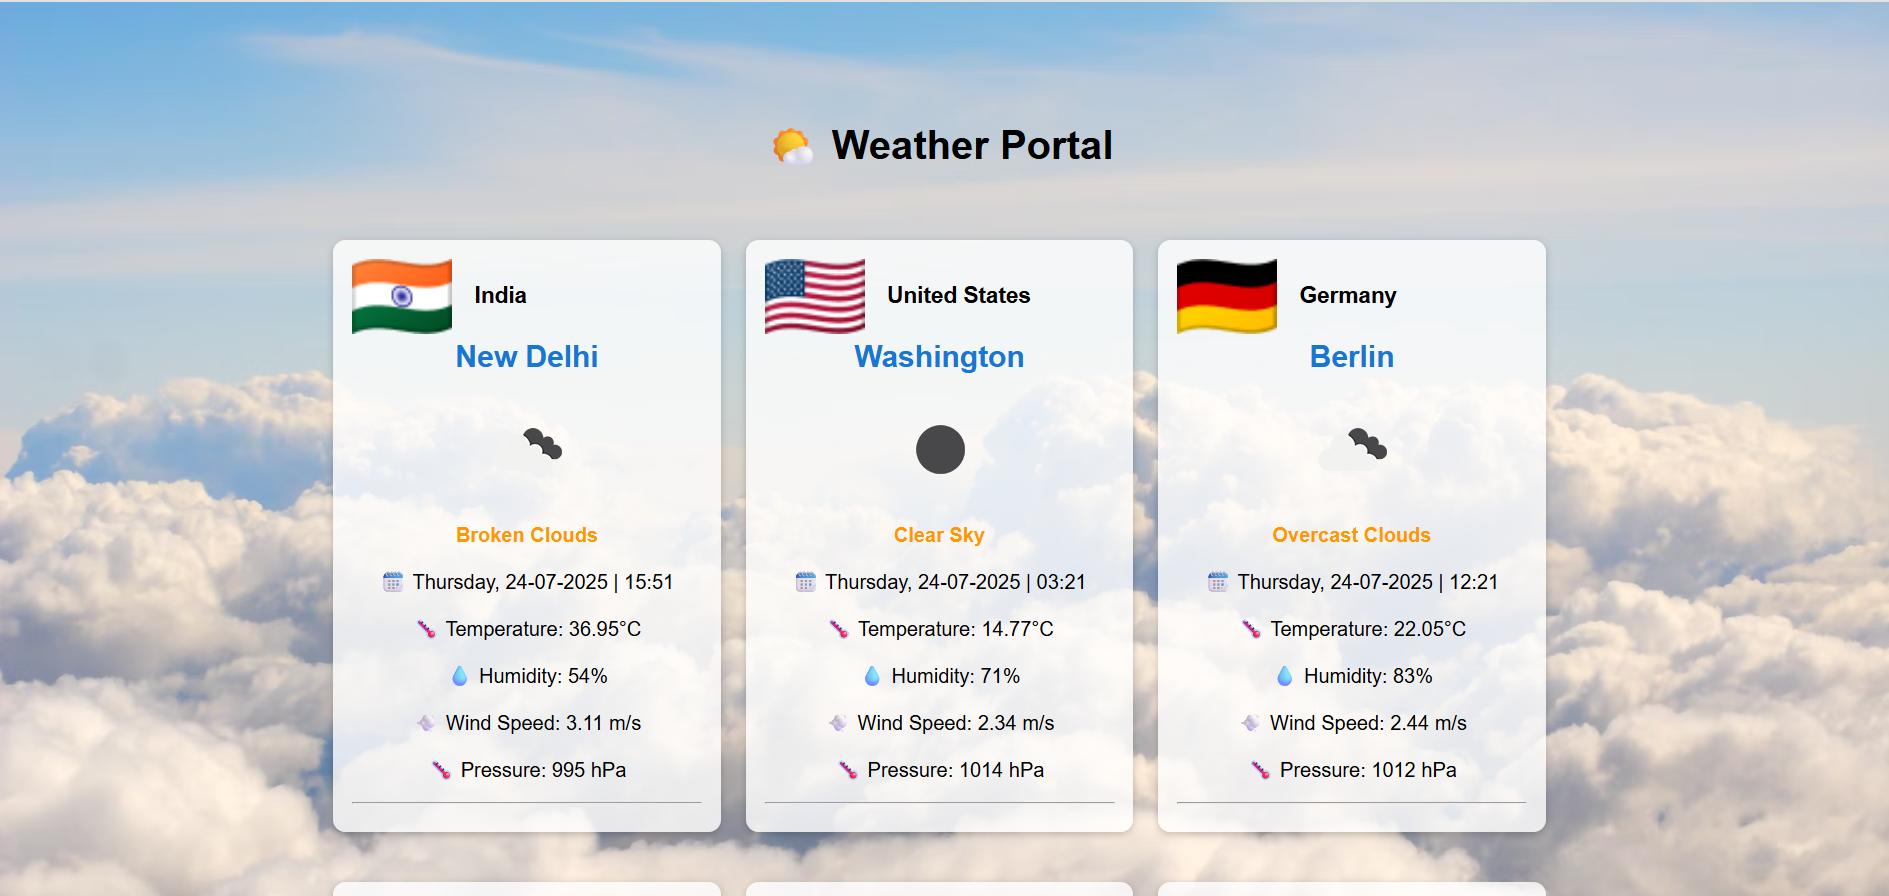 Weather Portal
India
New Delhi
Broken Clouds
Thursday, 24-07-2025 | 15:51
Temperature: 36.95°C
Humidity: 54%
Wind Speed: 3.11 m/s
Pressure: 995 hPa
United States
Washington
Clear Sky
Thursday, 24-07-2025 | 03:21
Temperature: 14.77°C
Humidity: 71%
Wind Speed: 2.34 m/s
Pressure: 1014 hPa
Germany
Berlin
Overcast Clouds
Thursday, 24-07-2025 | 12:21
Temperature: 22.05°C
Humidity: 83%
Wind Speed: 2.44 m/s
Pressure: 1012 hPa